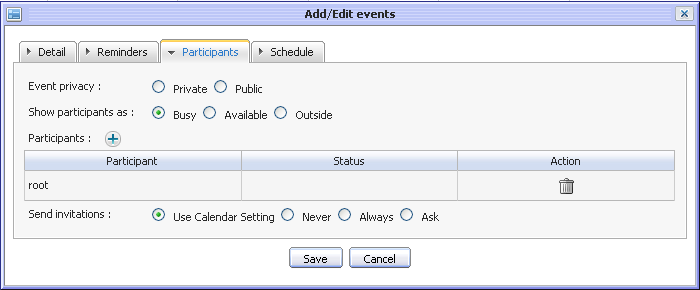 Add/Edit events
Detail Reminders Participants Schedule
Event privacy : Private Public
Show participants as : Busy Available Outside
Participants :
Participant Status Action
root
Send invitations : Use Calendar Setting Never Always Ask
Save Cancel